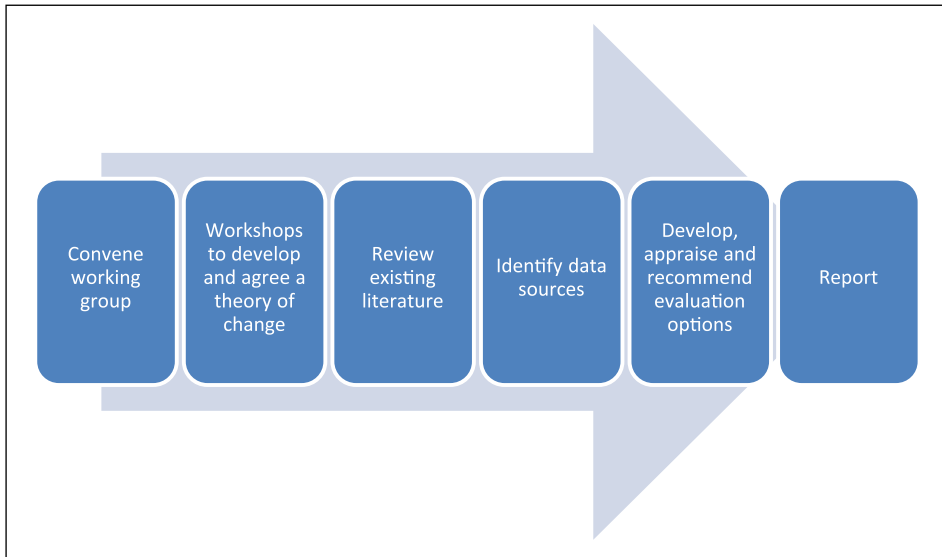 Convene
working
group
Workshops
to develop
and agree a
theory of
change
Review
existing
literature
Identify data
sources
Develop,
appraise and
recommend
evaluation
options
Report